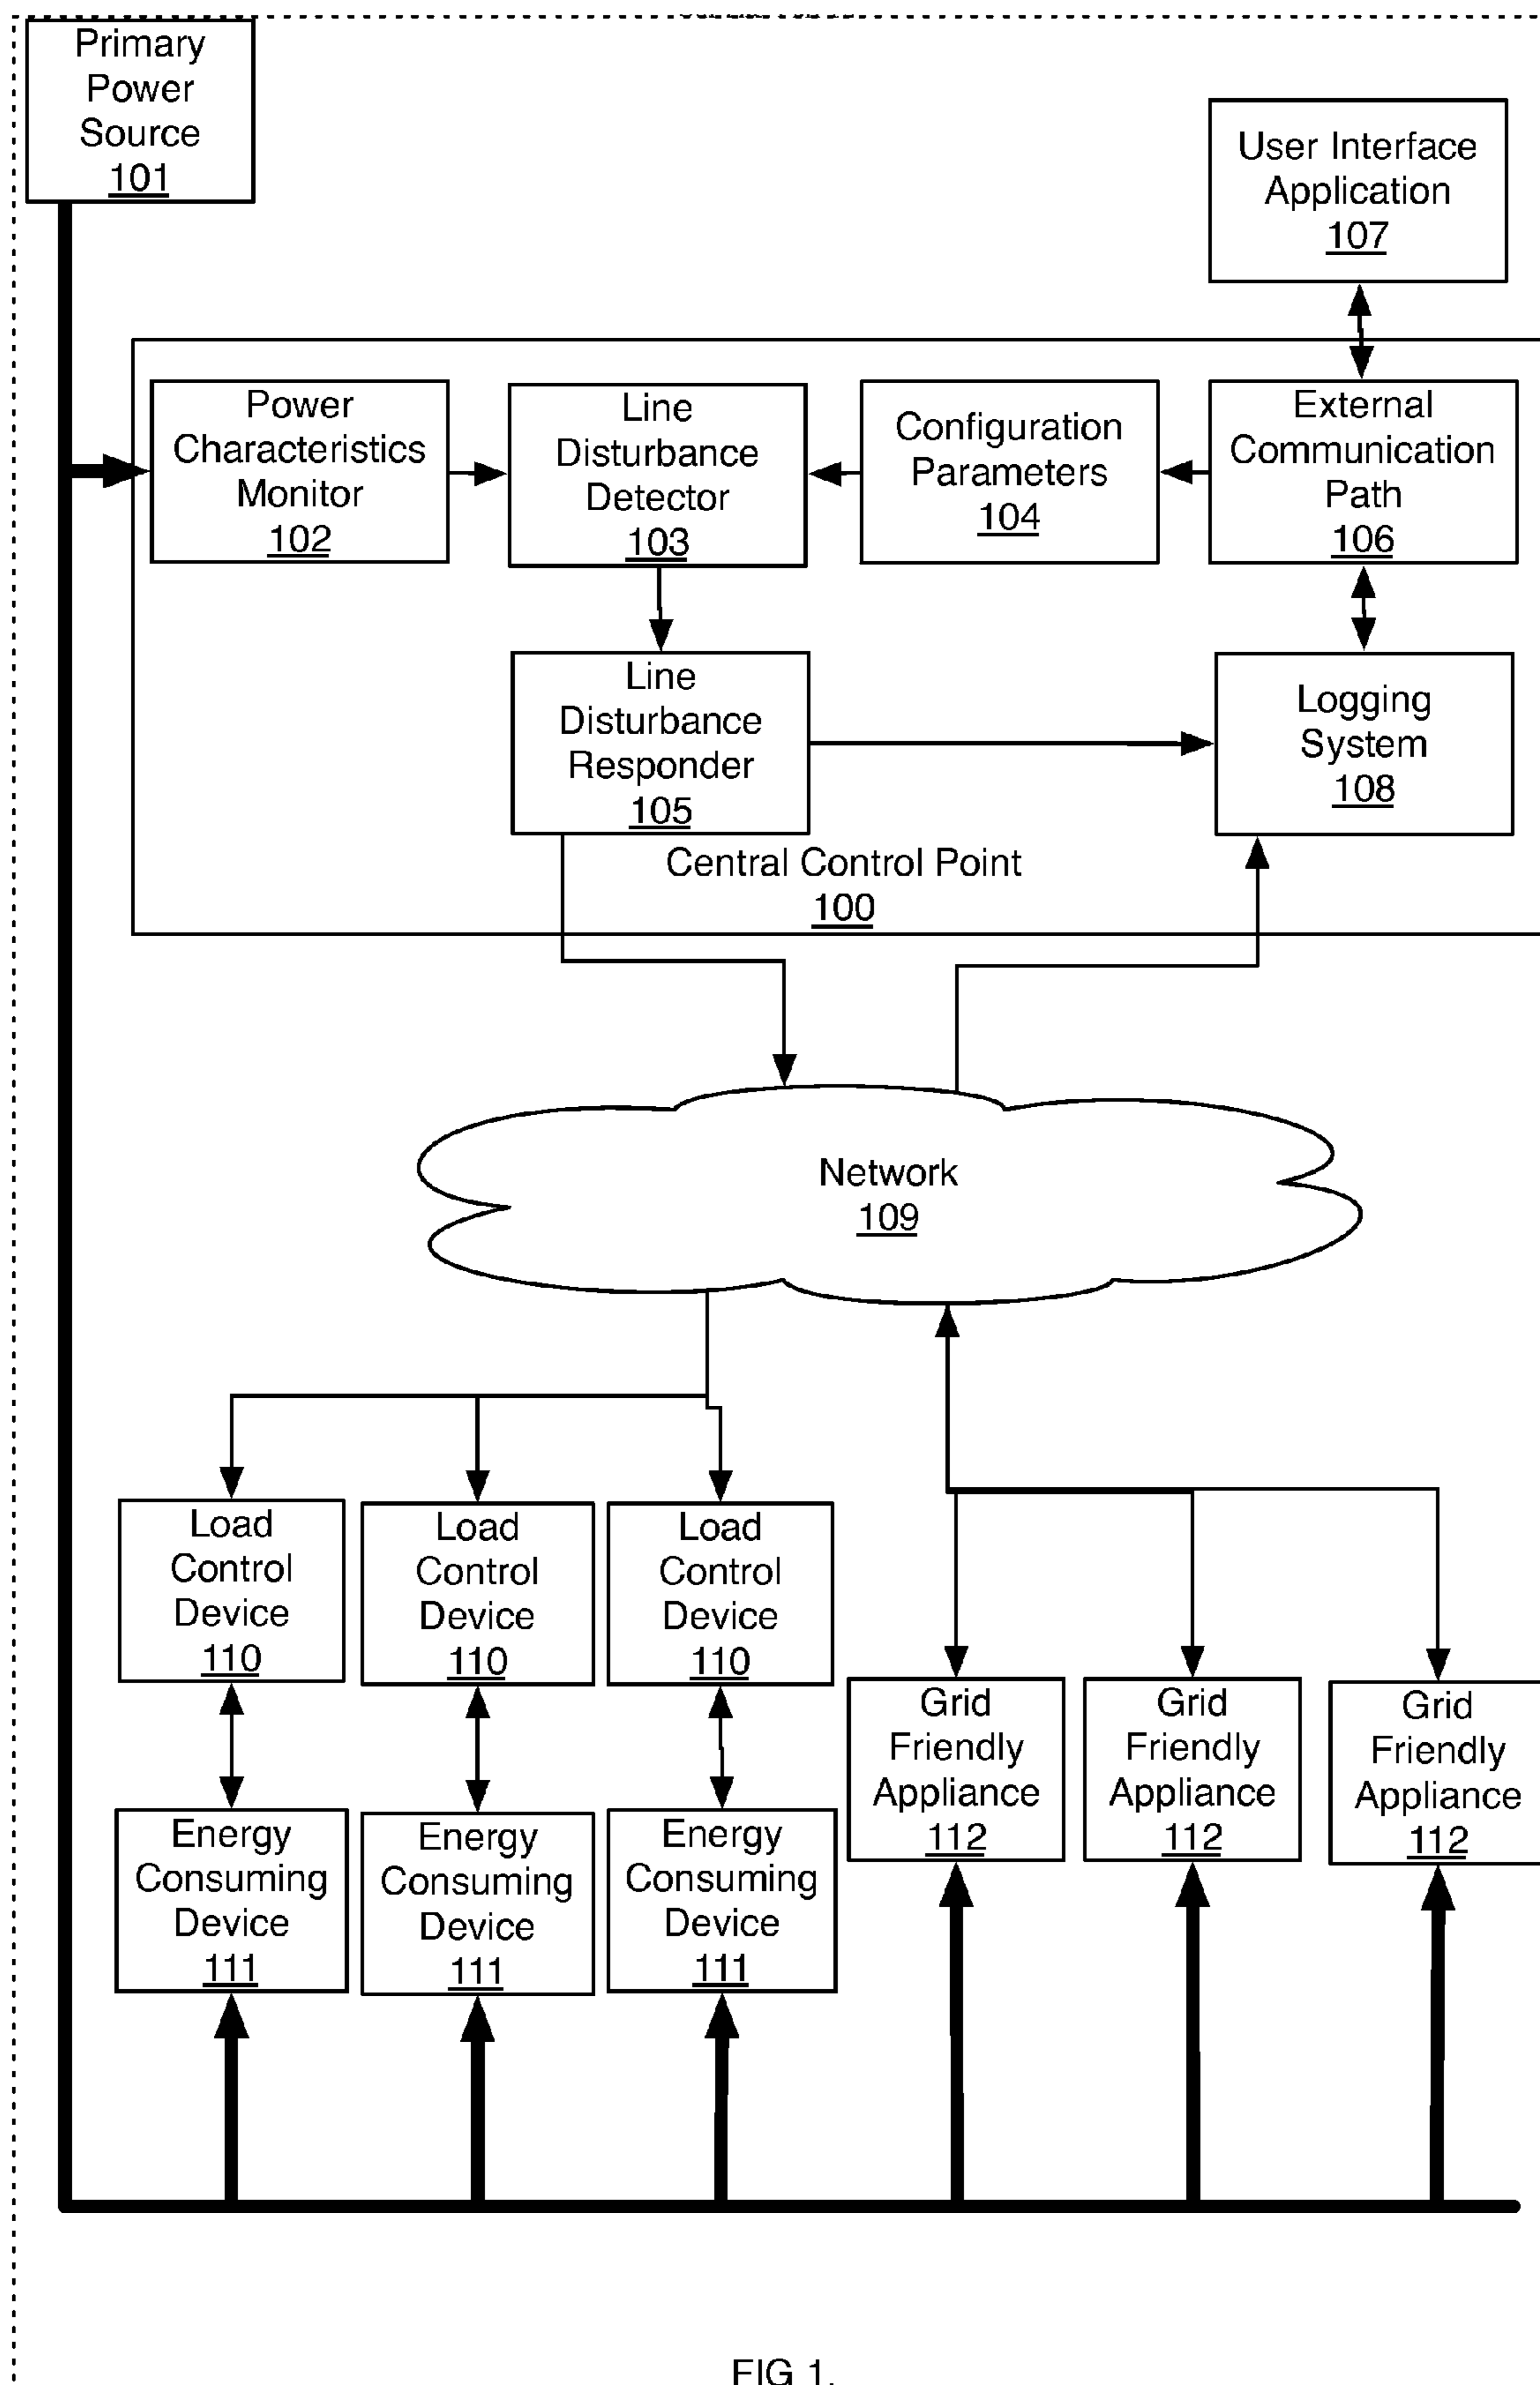 Primary
Power
Source
101
User Interface
Application
107
Power
Characteristics
Monitor
102
Line
Disturbance
Detector
103
Configuration
Parameters
104
External
Communication
Path
106
Line
Disturbance
Responder
105
Logging
System
108
Central Control Point
100
Network
109
Load
Control
Device
110
Load
Control
Device
110
Load
Control
Device
110
Grid
Friendly
Appliance
112
Grid
Friendly
Appliance
112
Grid
Friendly
Appliance
112
Energy
Consuming
Device
111
Energy
Consuming
Device
111
Energy
Consuming
Device
111
FIG 1.